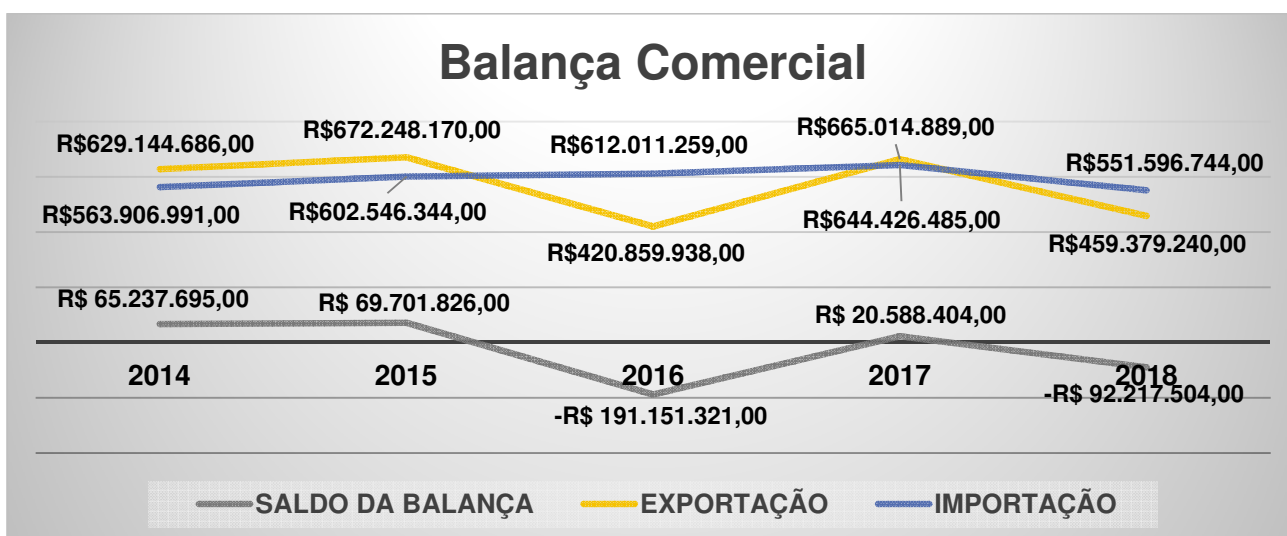 Balança Comercial
R$629.144.686,00
R$672.248.170,00
R$612.011.259,00
R$665.014.889,00
R$551.596.744,00
R$563.906.991,00
R$602.546.344,00
R$420.859.938,00
R$644.426.485,00
R$459.379.240,00
R$ 65.237.695,00
R$ 69.701.826,00
R$ 20.588.404,00
2014 2015 2016 2017 2018
-R$ 191.151.321,00
-R$ 92.217.504,00
SALDO DA BALANÇA EXPORTAÇÃO IMPORTAÇÃO